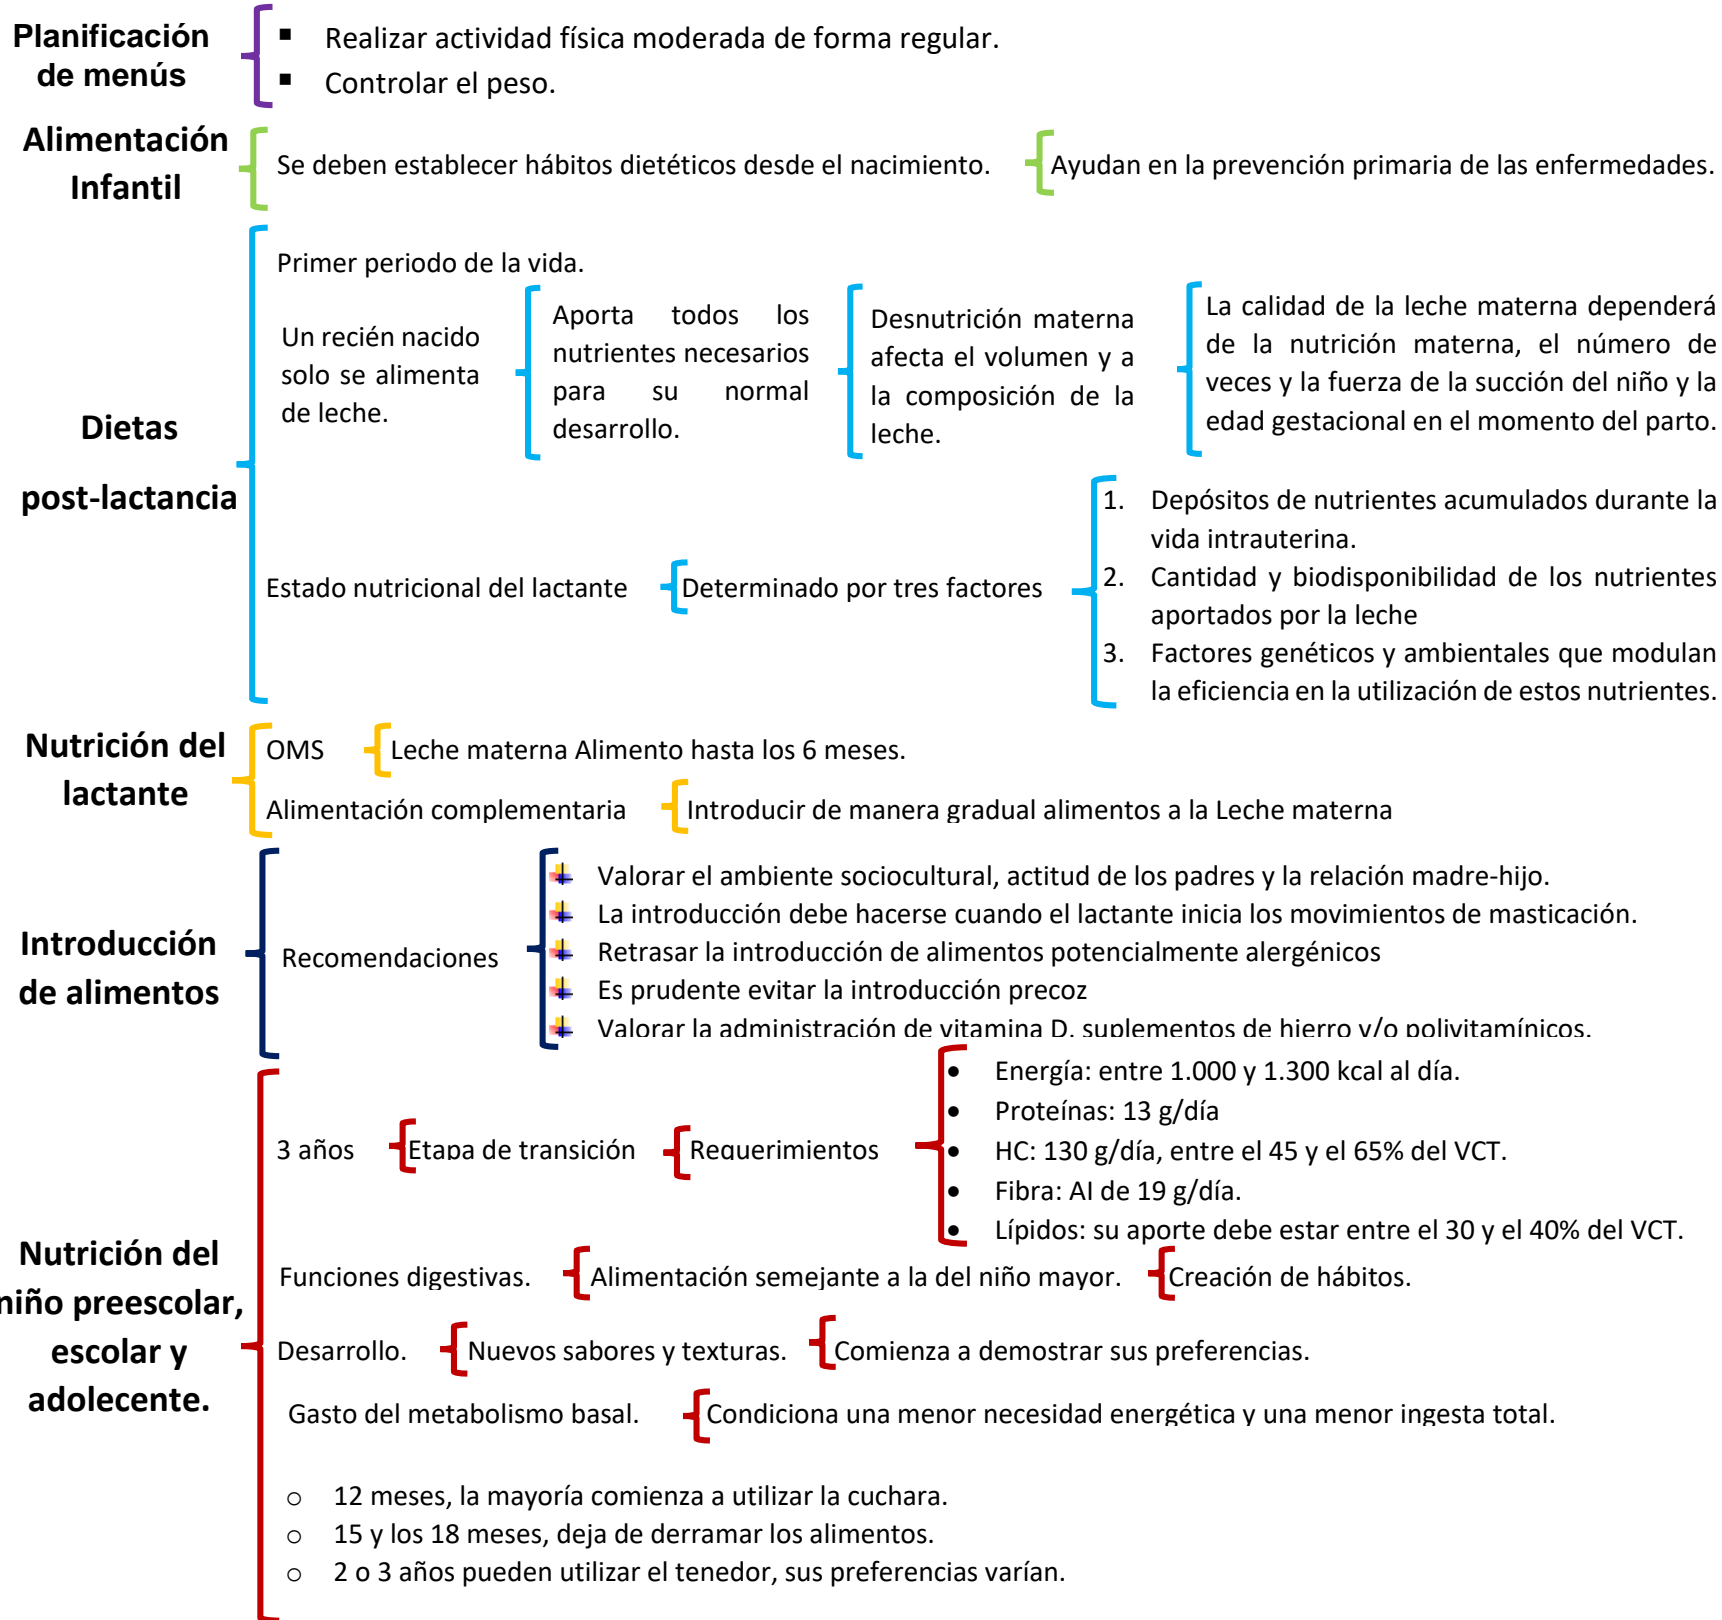 Planificación
de menús
▪ Realizar actividad física moderada de forma regular.
▪ Controlar el peso.
Alimentación
Infantil
Se deben establecer hábitos dietéticos desde el nacimiento.
Ayudan en la prevención primaria de las enfermedades.
Dietas
post-lactancia
Primer periodo de la vida.
Un recién nacido
solo se alimenta
de leche.
Aporta todos los
nutrientes necesarios
para su normal
desarrollo.
Desnutrición materna
afecta el volumen y a
la composición de la
leche.
La calidad de la leche materna dependerá
de la nutrición materna, el número de
veces y la fuerza de la succión del niño y la
edad gestacional en el momento del parto.
Estado nutricional del lactante
Determinado por tres factores
1. Depósitos de nutrientes acumulados durante la
vida intrauterina.
2. Cantidad y biodisponibilidad de los nutrientes
aportados por la leche
3. Factores genéticos y ambientales que modulan
la eficiencia en la utilización de estos nutrientes.
Nutrición del
lactante
OMS
Leche materna Alimento hasta los 6 meses.
Alimentación complementaria
Introducir de manera gradual alimentos a la Leche materna
Introducción
de alimentos
Recomendaciones
Valorar el ambiente sociocultural, actitud de los padres y la relación madre-hijo.
La introducción debe hacerse cuando el lactante inicia los movimientos de masticación.
Retrasar la introducción de alimentos potencialmente alergénicos
Es prudente evitar la introducción precoz
Valorar la administración de vitamina D, suplementos de hierro y/o polivitamínicos.
Nutrición del
niño preescolar,
escolar y
adolecente.
3 años
Etapa de transición
Requerimientos
• Energía: entre 1.000 y 1.300 kcal al día.
• Proteínas: 13 g/día
• HC: 130 g/día, entre el 45 y el 65% del VCT.
• Fibra: AI de 19 g/día.
• Lípidos: su aporte debe estar entre el 30 y el 40% del VCT.
Funciones digestivas.
Alimentación semejante a la del niño mayor.
Creación de hábitos.
Desarrollo.
Nuevos sabores y texturas.
Comienza a demostrar sus preferencias.
Gasto del metabolismo basal.
Condiciona una menor necesidad energética y una menor ingesta total.
o 12 meses, la mayoría comienza a utilizar la cuchara.
o 15 y los 18 meses, deja de derramar los alimentos.
o 2 o 3 años pueden utilizar el tenedor, sus preferencias varían.